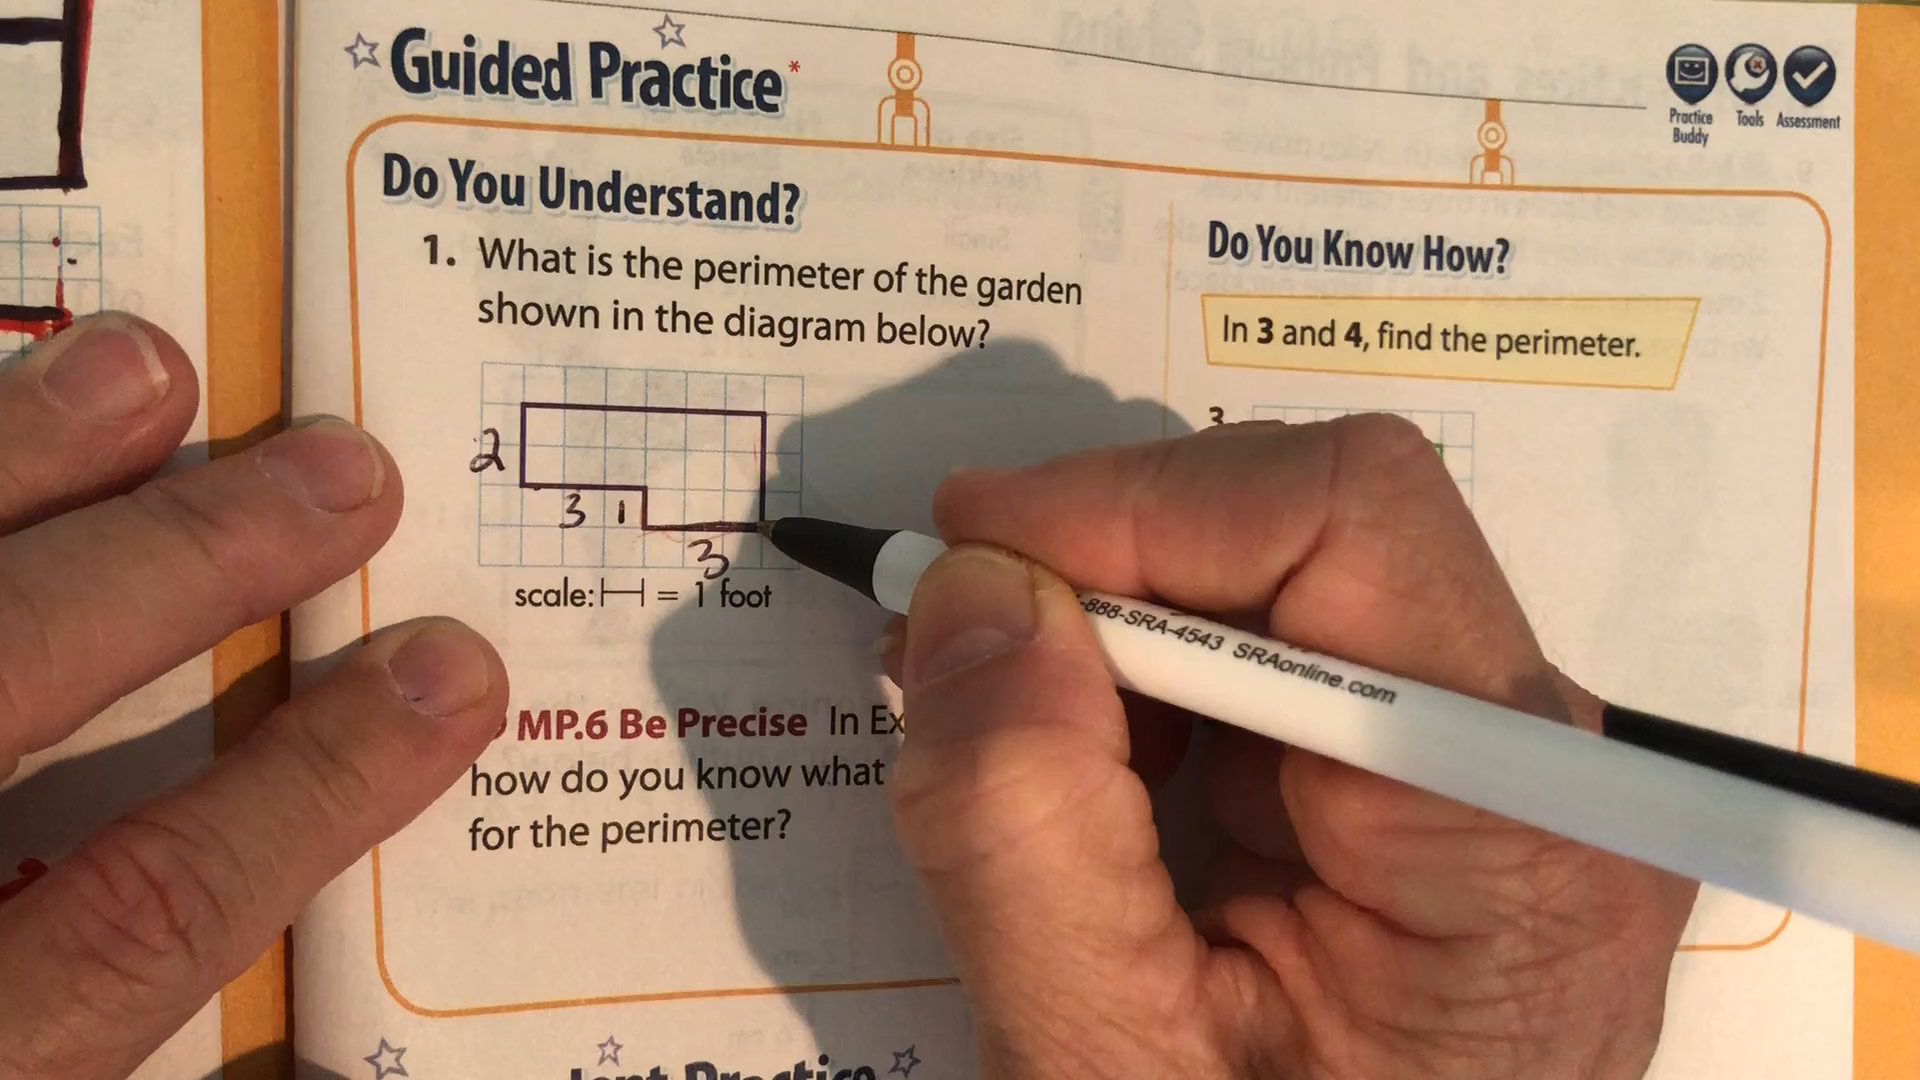 Guided Practice*
Practice Buddy
Tools
Assessment
Do You Understand?
1. What is the perimeter of the garden
shown in the diagram below?
2
3 1
3
scale: = 1 foot
MP.6 Be Precise In Ex
how do you know what
for the perimeter?
Do You Know How?
In 3 and 4, find the perimeter.
3
-888-SRA-4543 SRAonline.com
Practice